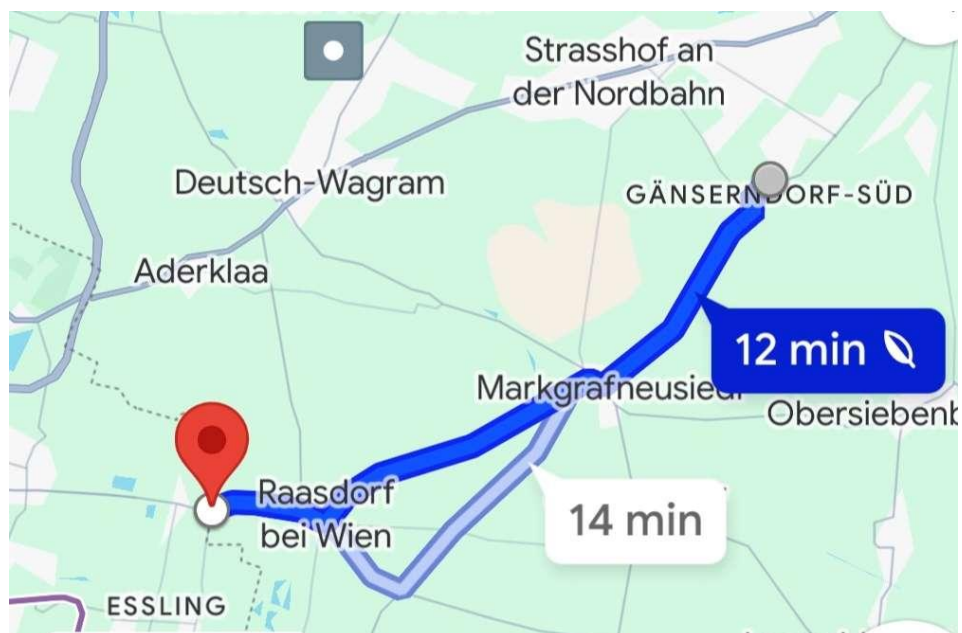 Strasshof an
der Nordbahn
Deutsch-Wagram
GÄNSERNDORF-SÜD
Aderklaa
12 min
Markgrafneusiedl
Obersiebenb
Raasdorf
bei Wien
14 min
ESSLING